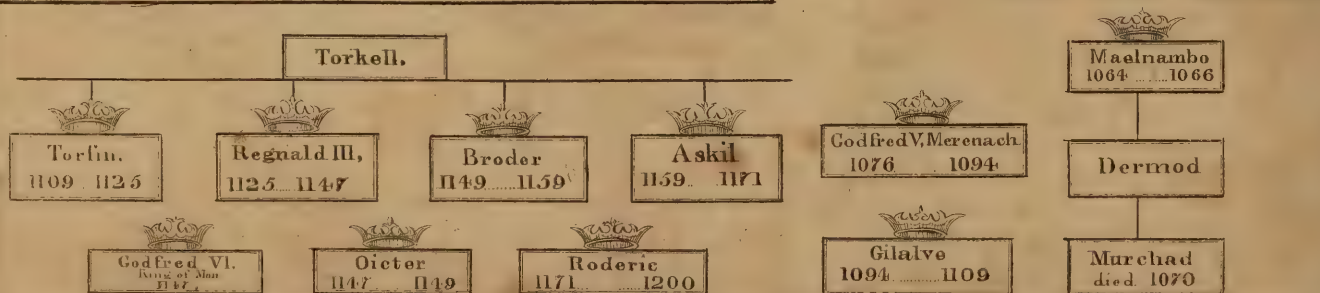 Torkell.
Maelnambo
1064 ..... 1066
Torfin.
1109 .. 1125
Regnald III,
1125 .... 1147
Broder
1149 ....... 1159
Askil
1159 .. 1171
Godfred V, Merenach
1076 ..... 1094
Dermod
Godfred VI.
King of Man
1147
Oicter
1147 ..... 1149
Roderic
1171 ....... 1200
Gilalve
1094 .......... 1109
Murchad
died 1070